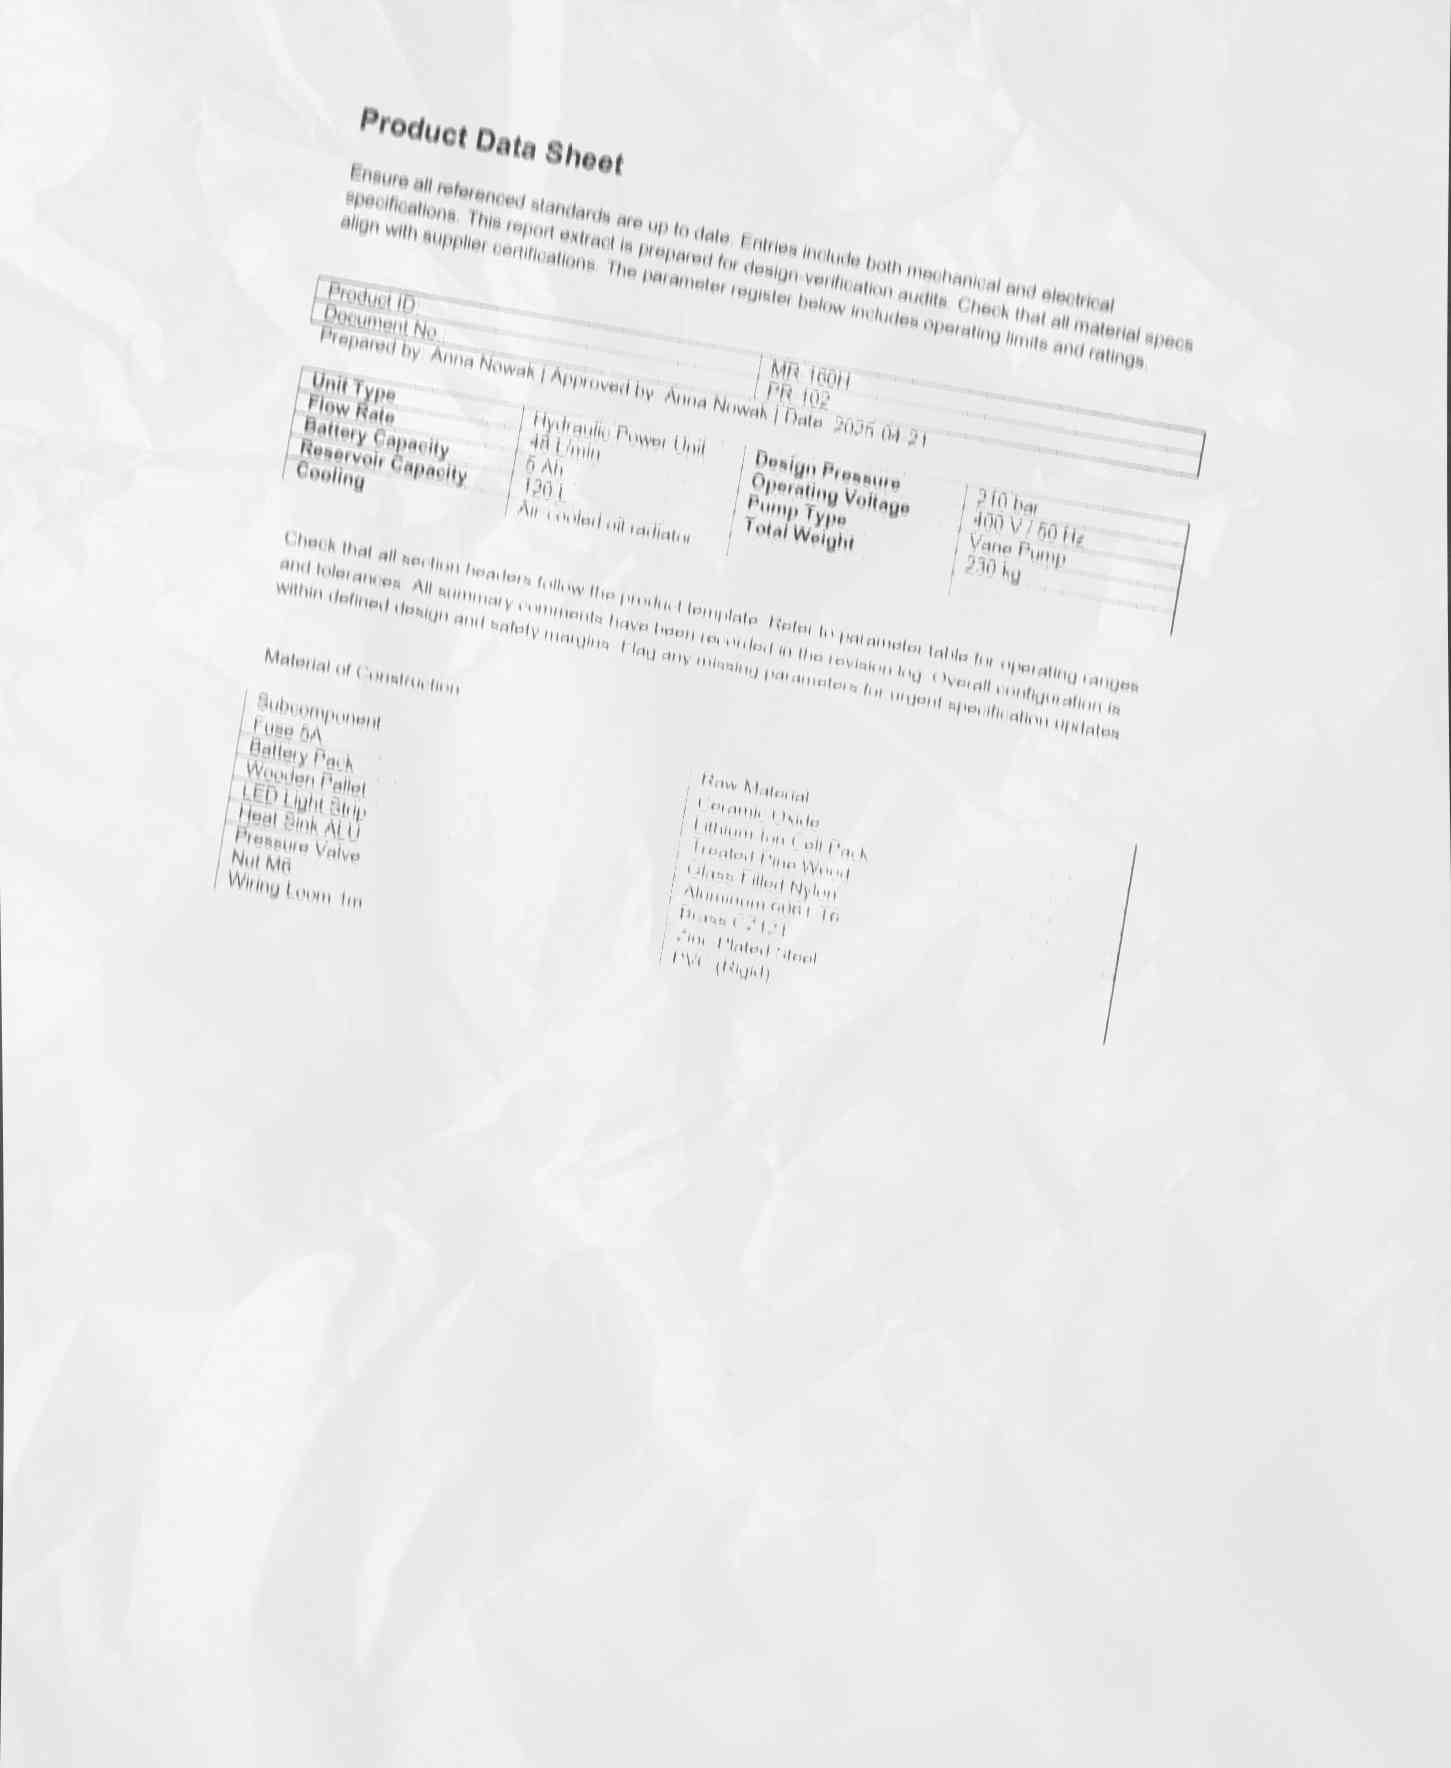 Product Data Sheet
Ensure all referenced standards are up to date. Entries include both mechanical and electrical
specifications. This report extract is prepared for design-verification audits. Check that all material specs
align with supplier certifications. The parameter register below includes operating limits and ratings.
Product ID MR 160H
Document No. PR 102
Prepared by: Anna Nowak | Approved by: Anna Nowak | Date: 2025-04-21
Unit Type Hydraulic Power Unit Design Pressure 210 bar
Flow Rate 48 L/min Operating Voltage 400 V / 50 Hz
Battery Capacity 5 Ah Pump Type Vane Pump
Reservoir Capacity 120 L Total Weight 230 kg
Cooling Air-cooled oil radiator
Check that all section headers follow the product template. Refer to parameter table for operating ranges
and tolerances. All summary comments have been recorded in the revision log. Overall configuration is
within defined design and safety margins. Flag any missing parameters for urgent specification updates.
Material of Construction
Subcomponent Raw Material
Fuse 5A Ceramic Oxide
Battery Pack Lithium-Ion Cell Pack
Wooden Pallet Treated Pine Wood
LED Light Strip Glass Filled Nylon
Heat Sink ALU Aluminum 6061-T6
Pressure Valve Brass CZ121
Nut M6 Zinc Plated Steel
Wiring Loom 1m PVC (Rigid)